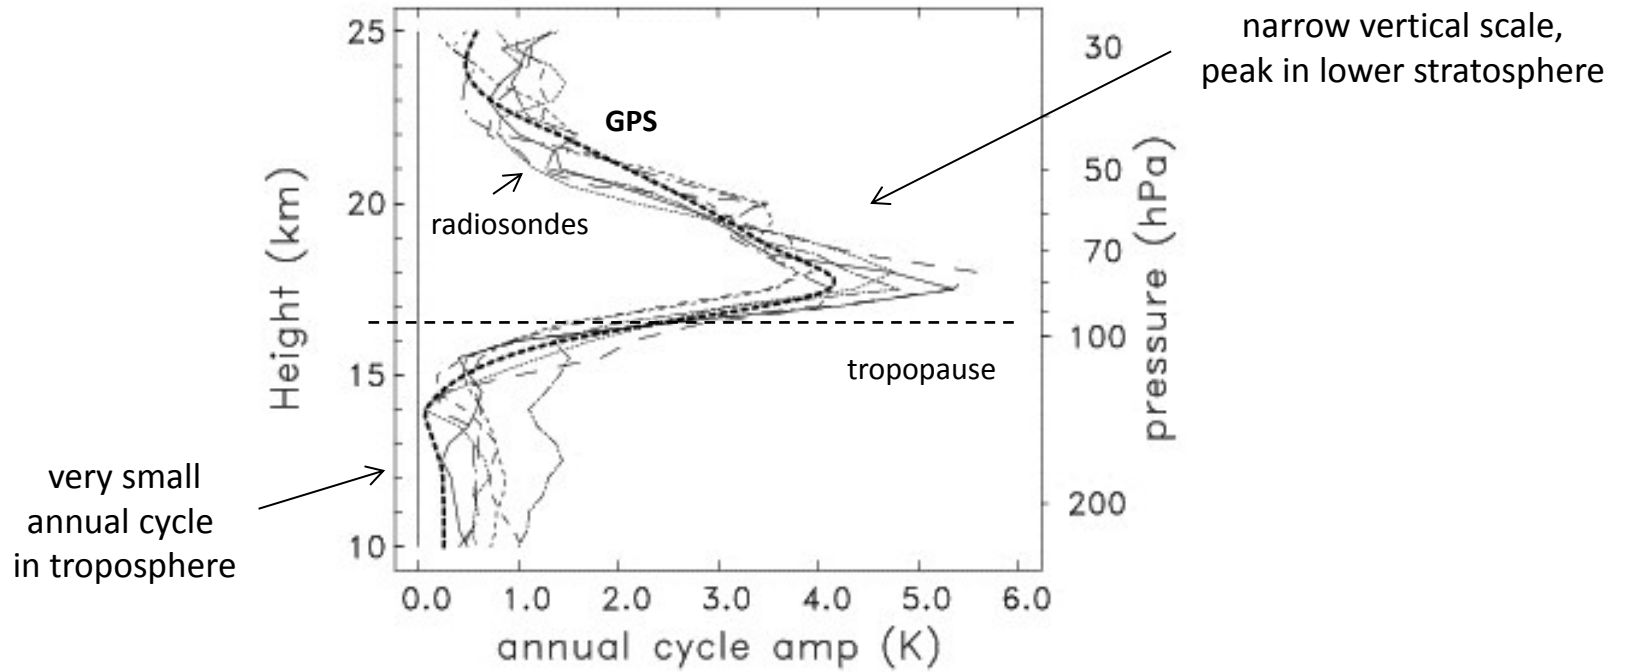 narrow vertical scale,
peak in lower stratosphere
25
20
15
10
Height (km)
30
50
70
100
200
pressure (hPa)
GPS
radiosondes
tropopause
very small
annual cycle
in troposphere
0.0 1.0 2.0 3.0 4.0 5.0 6.0
annual cycle amp (K)